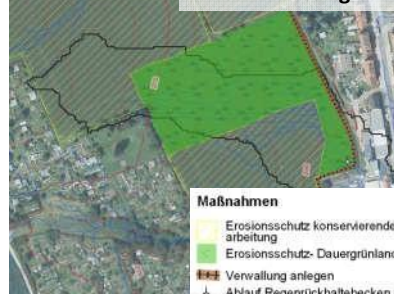 Maßnahmen
Erosionsschutz konservierende
arbeitung
Erosionsschutz- Dauergrünland
Verwallung anlegen
Ablauf Regenrückhaltebecken